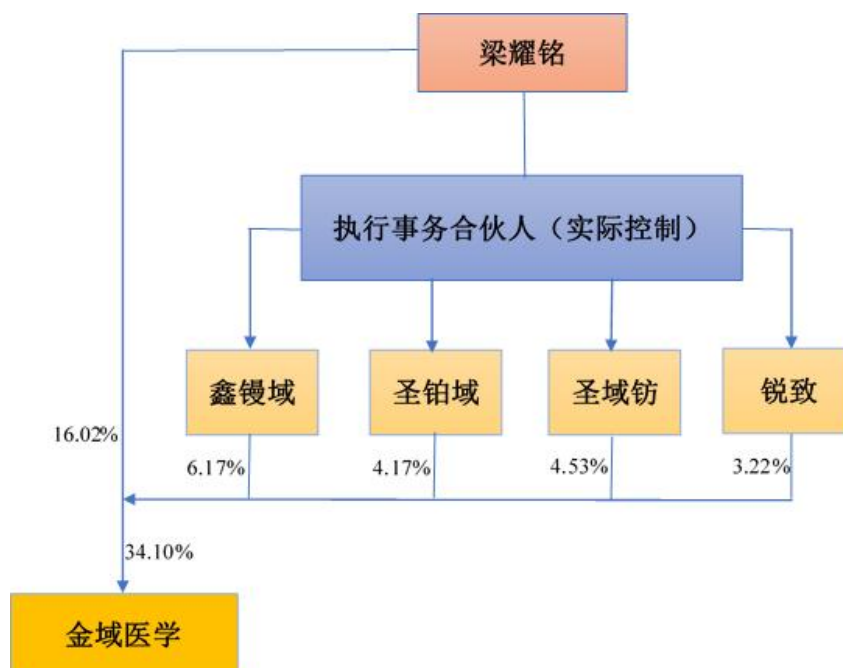 梁耀铭
执行事务合伙人（实际控制）
鑫镘域
圣铂域
圣域钫
锐致
16.02%
6.17%
4.17%
4.53%
3.22%
34.10%
金域医学